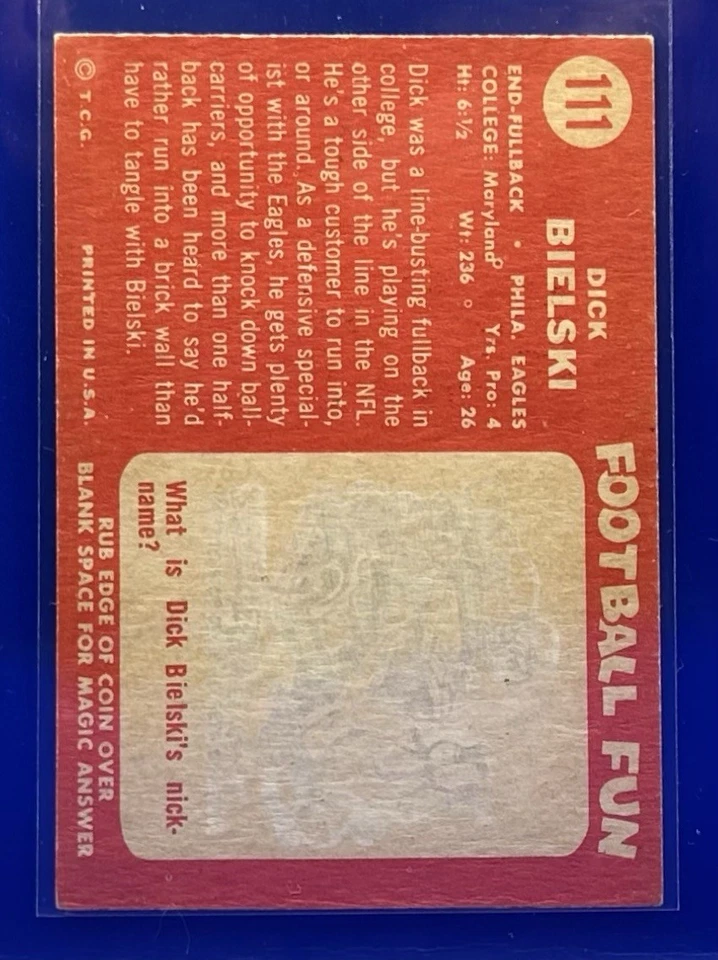 111
DICK
BIELSKI
END-FULLBACK • PHILA. EAGLES
COLLEGE: Maryland Yrs. Pro: 4
Ht: 6:½ Wt: 236 Age: 26
Dick was a line-busting fullback in
college, but he's playing on the
other side of the line in the NFL.
He's a tough customer to run into,
or around. As a defensive special-
ist with the Eagles, he gets plenty
of opportunity to knock down ball-
carriers, and more than one half-
back has been heard to say he'd
rather run into a brick wall than
have to tangle with Bielski.
© T.C.G. PRINTED IN U.S.A.
FOOTBALL FUN
What is Dick Bielski's nick-
name?
RUB EDGE OF COIN OVER
BLANK SPACE FOR MAGIC ANSWER